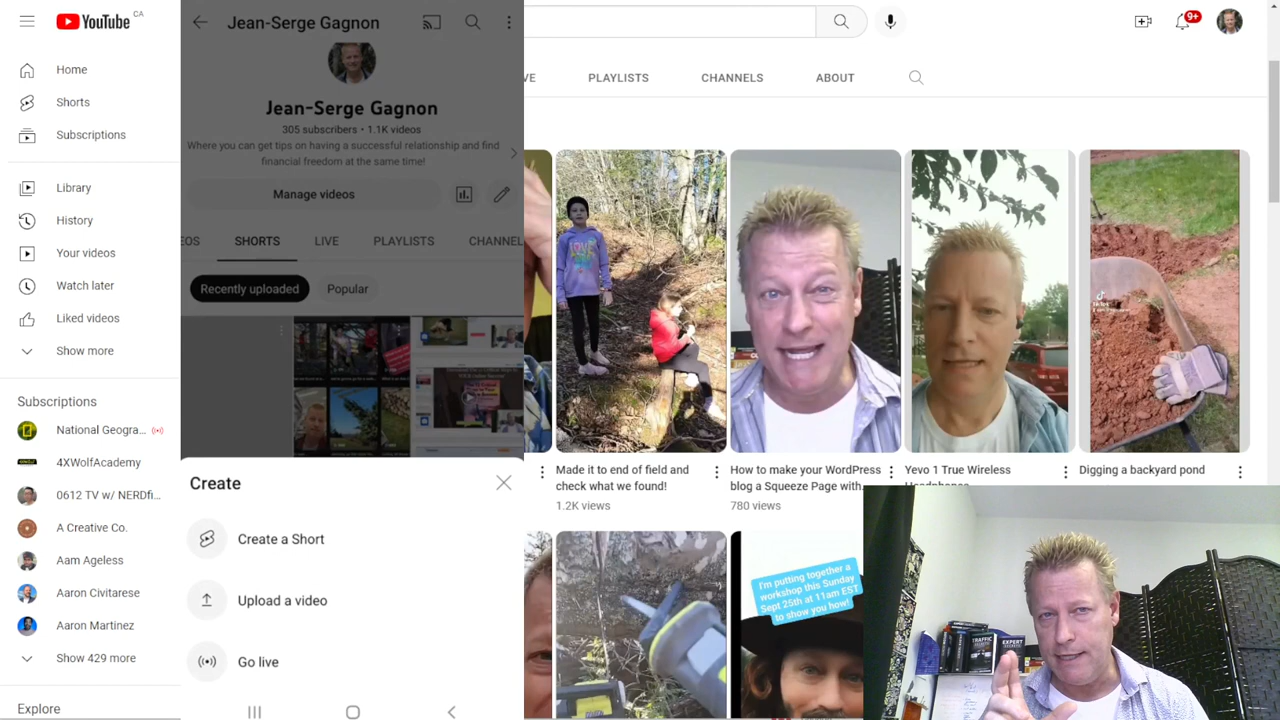 YouTube CA
Home
Shorts
Subscriptions
Library
History
Your videos
Watch later
Liked videos
Show more
Subscriptions
National Geogra...
4XWolfAcademy
0612 TV w/ NERDfi...
A Creative Co.
Aam Ageless
Aaron Civitarese
Aaron Martinez
Show 429 more
Explore
Jean-Serge Gagnon
Jean-Serge Gagnon
305 subscribers • 1.1K videos
Where you can get tips on having a successful relationship and find
financial freedom at the same time!
Manage videos
EOS SHORTS LIVE PLAYLISTS CHANNEL
Recently uploaded Popular
Create
Create a Short
Upload a video
Go live
9+
VE PLAYLISTS CHANNELS ABOUT
LOVE
Made it to end of field and
check what we found!
1.2K views
How to make your WordPress
blog a Squeeze Page with...
780 views
Yevo 1 True Wireless
Digging a backyard pond
I'm putting together a
workshop this Sunday
Sept 25th at 11am EST
to show you how!
TRAFFIC
SECRETS
EXPERT
SECRETS